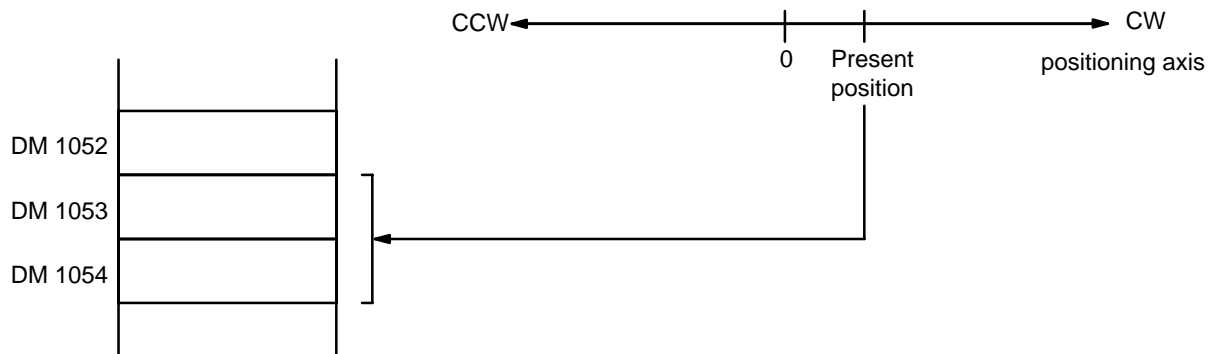 CCW
CW
0
Present
position
positioning axis
DM 1052
DM 1053
DM 1054